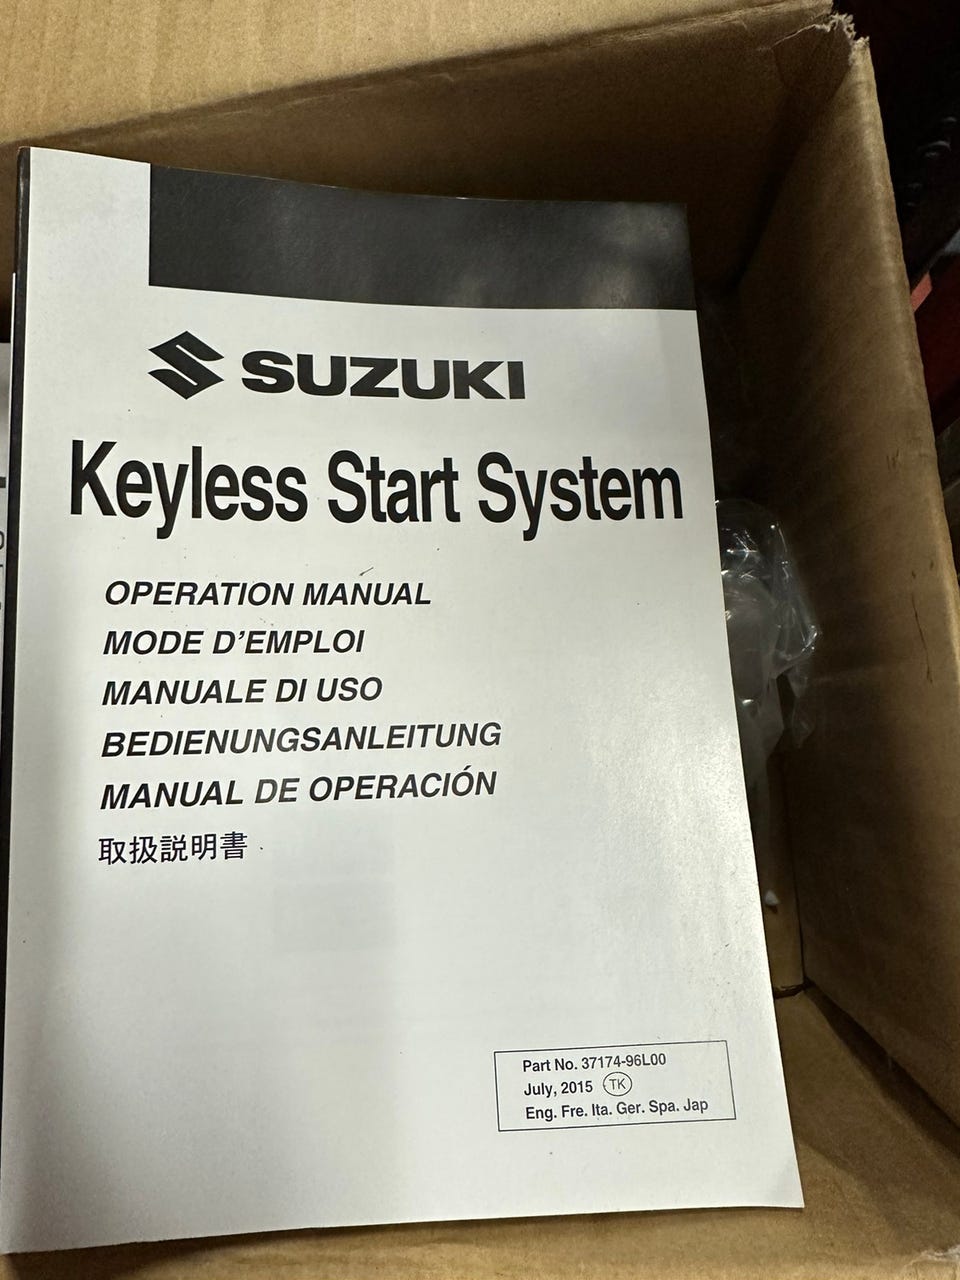 SUZUKI
Keyless Start System
OPERATION MANUAL
MODE D'EMPLOI
MANUALE DI USO
BEDIENUNGSANLEITUNG
MANUAL DE OPERACIÓN
取扱説明書
Part No. 37174-96L00
July, 2015 TK
Eng. Fre. Ita. Ger. Spa. Jap